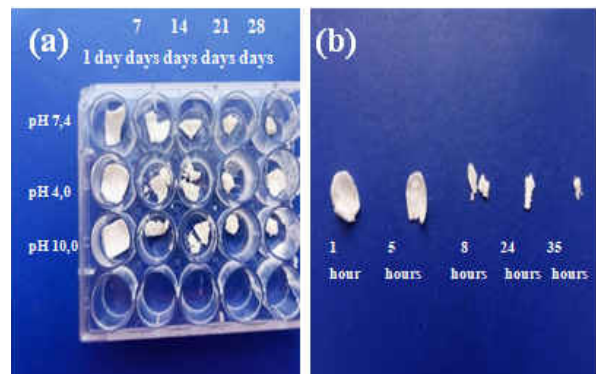 (a)
7 14 21 28
1 day days days days days
pH 7,4
pH 4,0
pH 10,0
(b)
1 5 8 24 35
hour hours hours hours hours